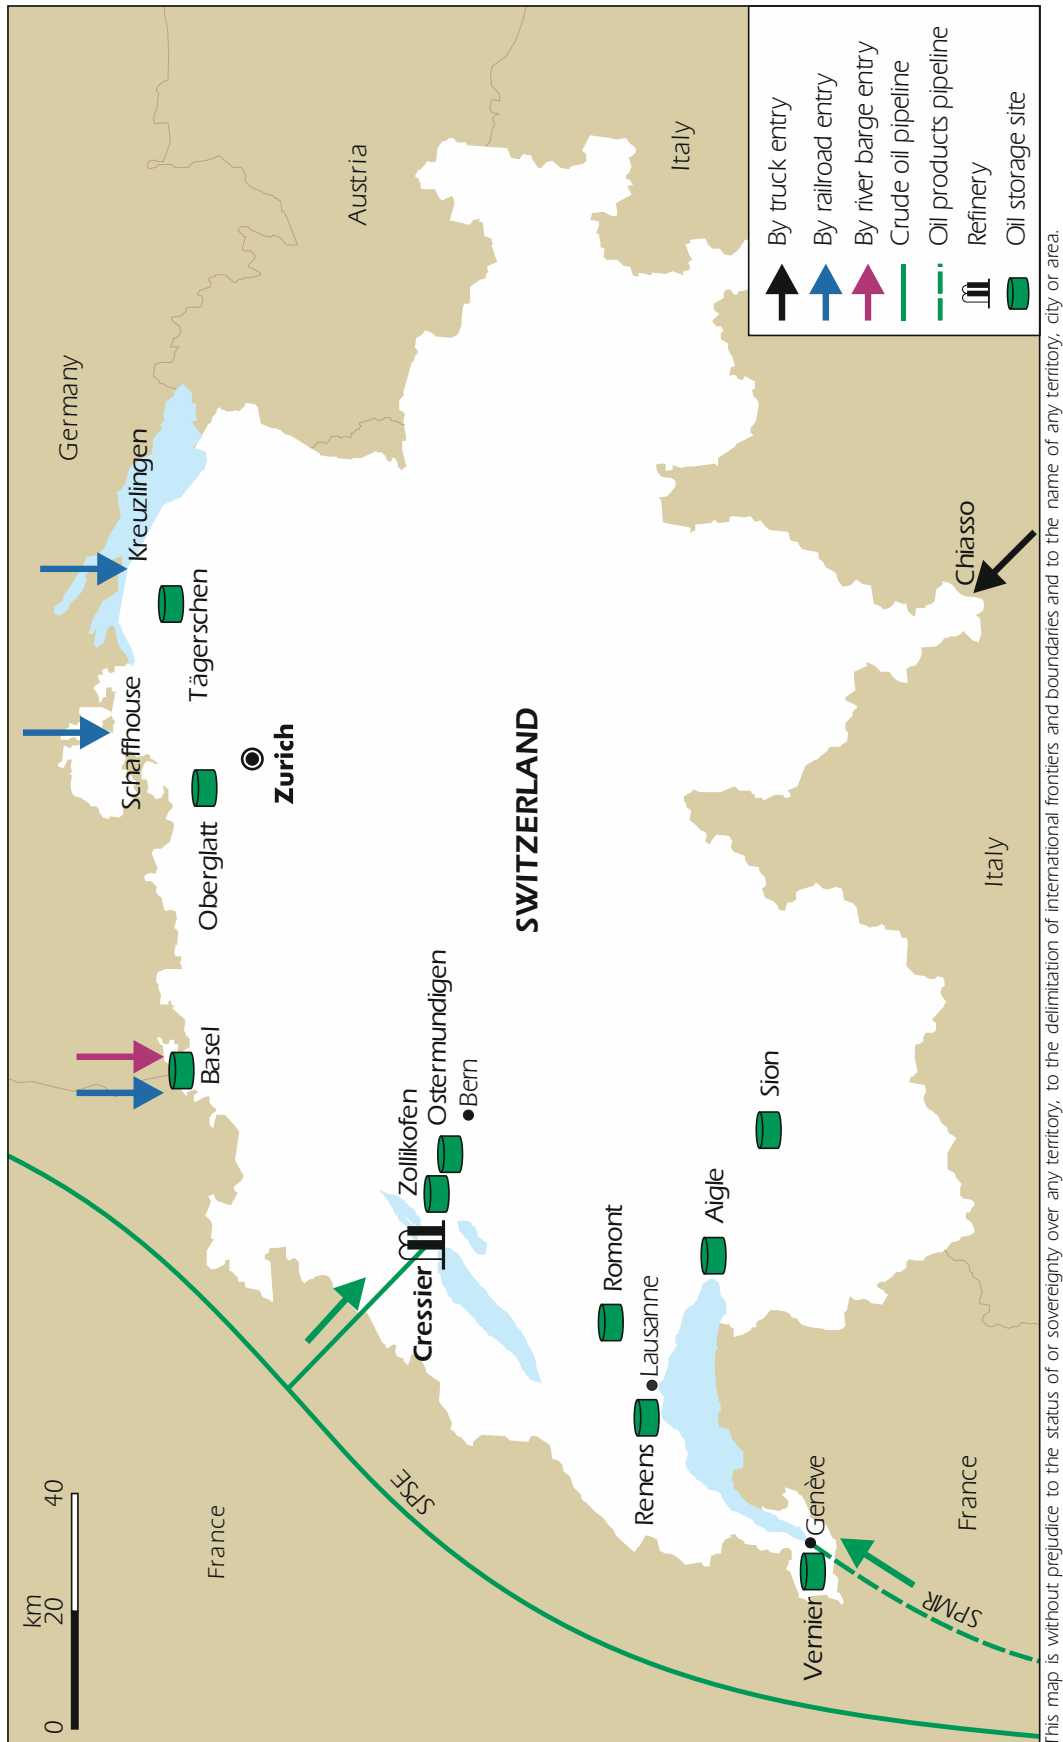 km
0 20 40
Germany
Kreuzlingen
Schaffhouse
Tägerschen
Austria
Oberglatt
Zurich
Basel
France
SPSE
Zollikofen
Ostermundigen
Bern
Cressier
SWITZERLAND
Italy
Romont
Lausanne
Renens
Aigle
Sion
Genève
Vernier
SPMR
France
Italy
Chiasso
By truck entry
By railroad entry
By river barge entry
Crude oil pipeline
Oil products pipeline
Refinery
Oil storage site
This map is without prejudice to the status of or sovereignty over any territory, to the delimitation of international frontiers and boundaries and to the name of any territory, city or area.